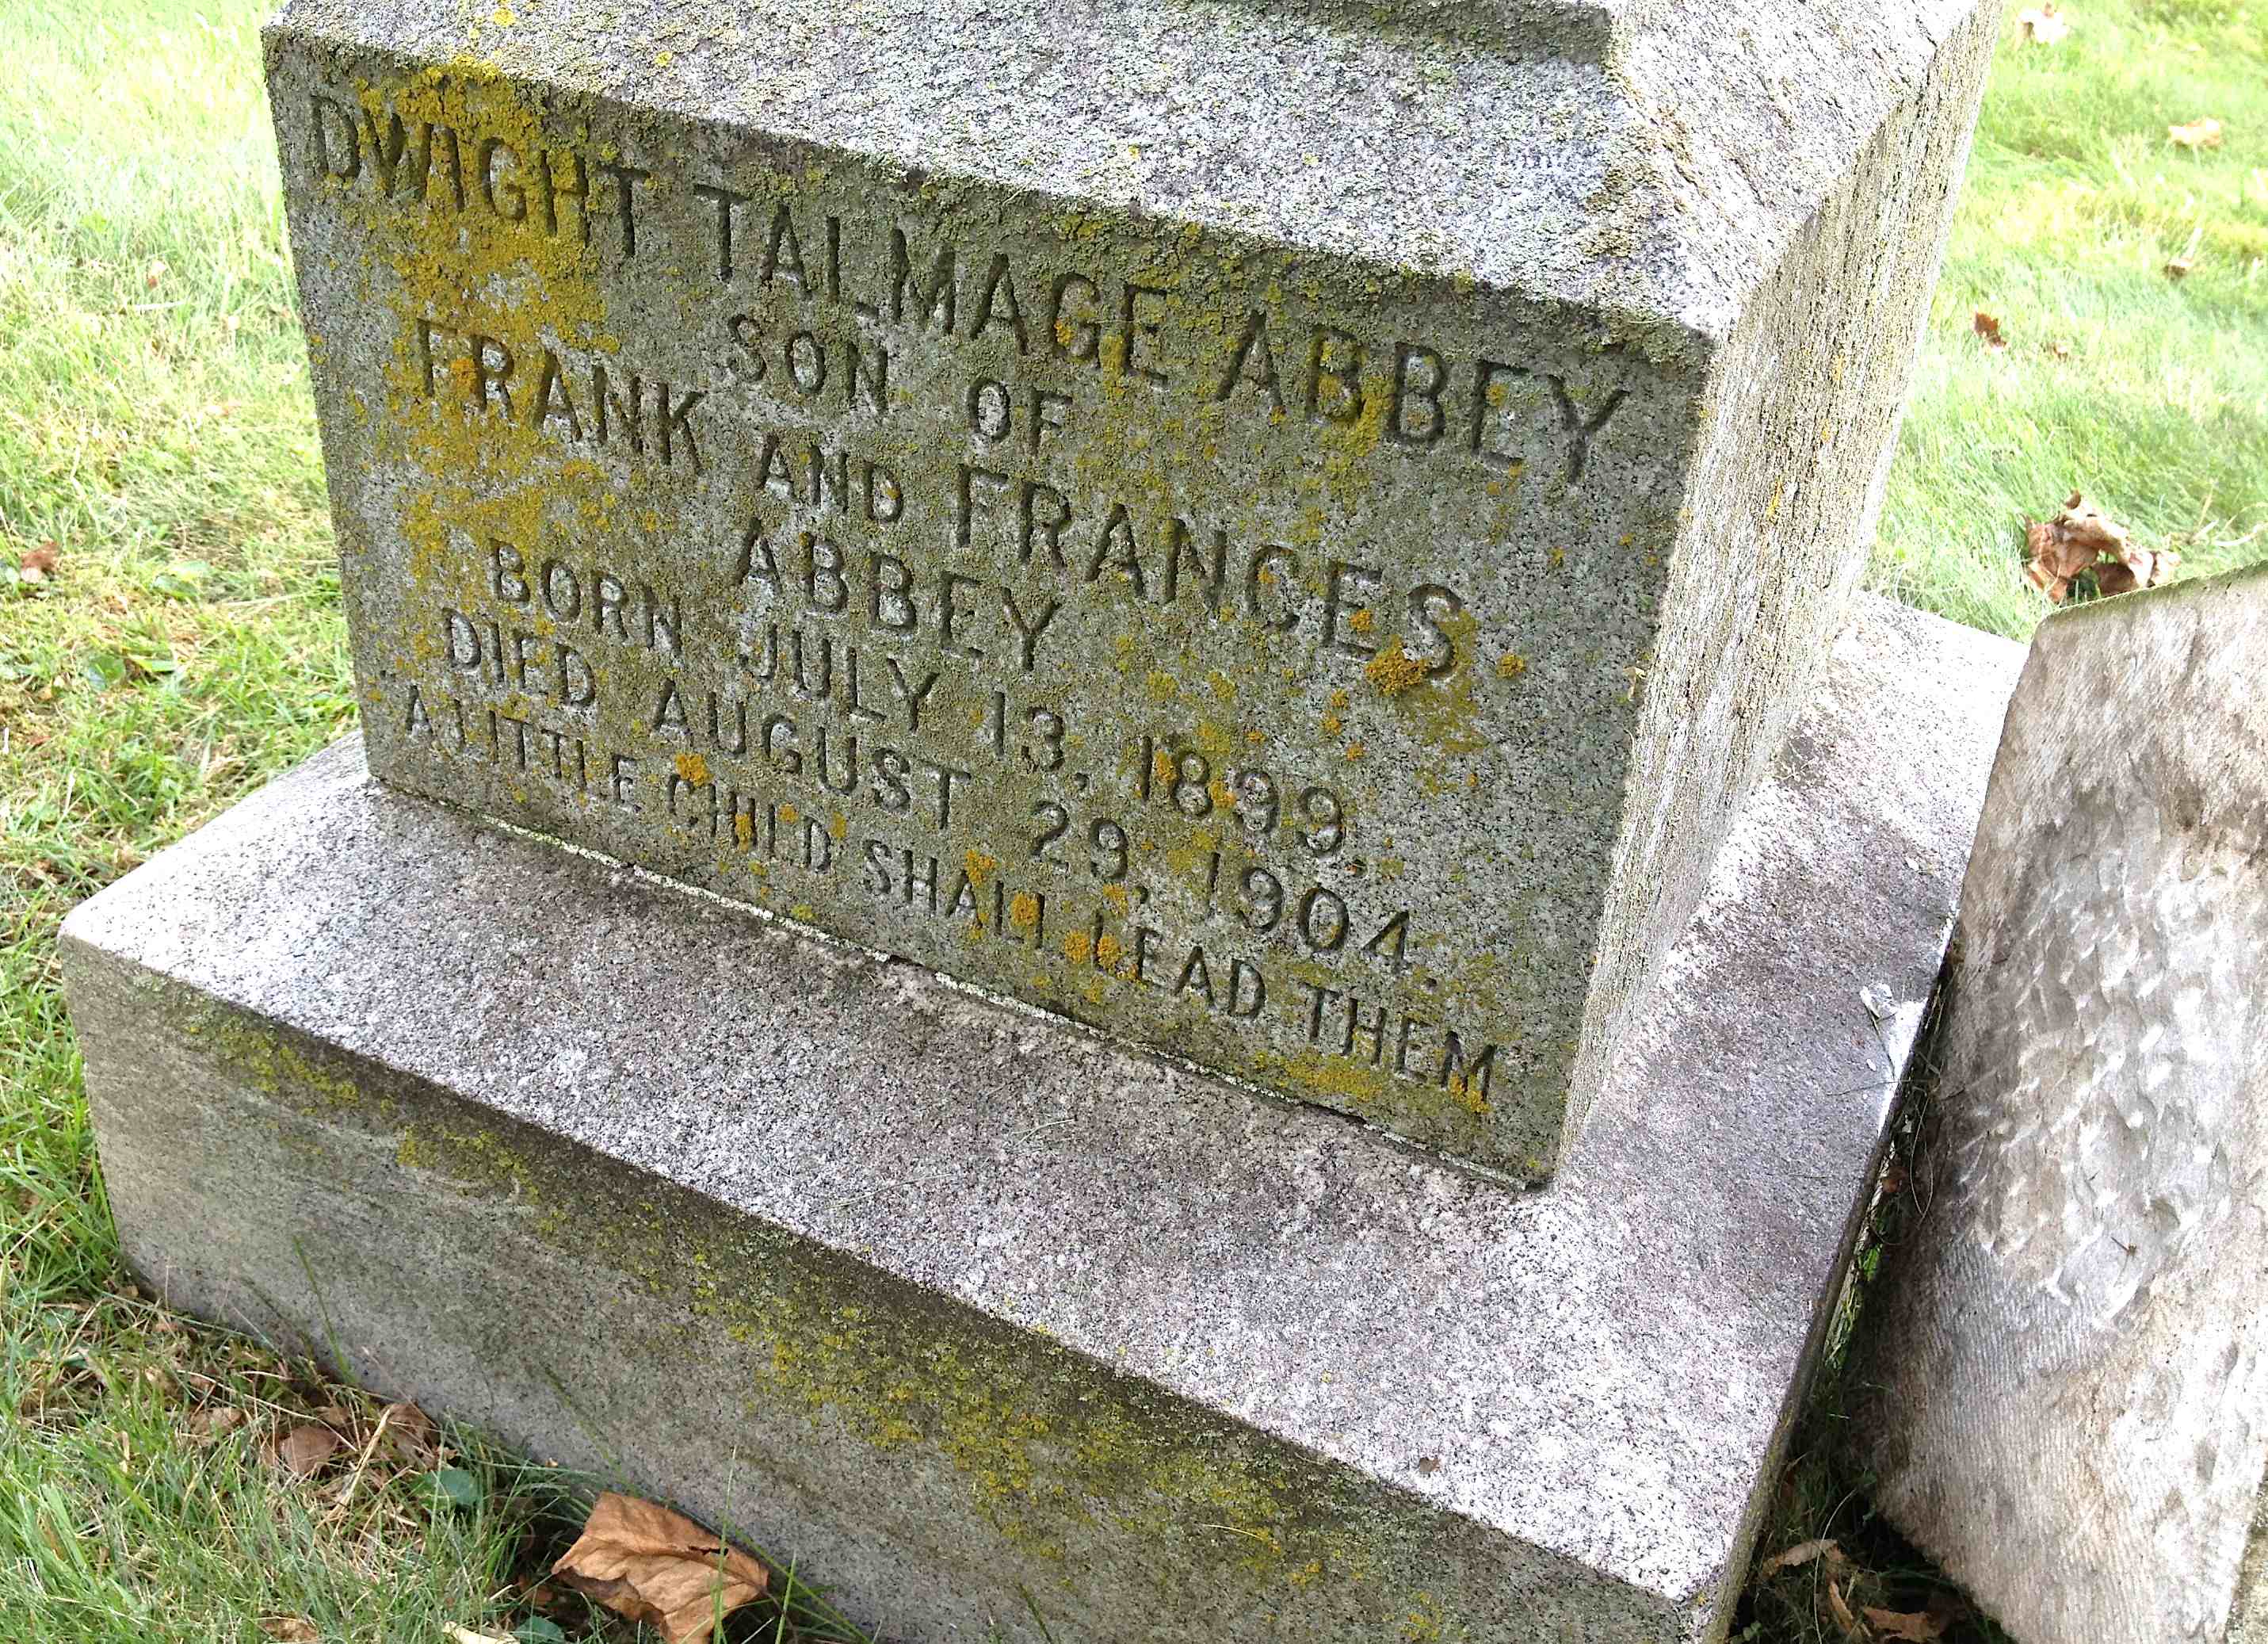 DWIGHT TALMAGE ABBEY
SON OF
FRANK AND FRANCES
ABBEY
BORN JULY 13, 1899,
DIED AUGUST 29, 1904.
"A LITTLE CHILD SHALL LEAD THEM